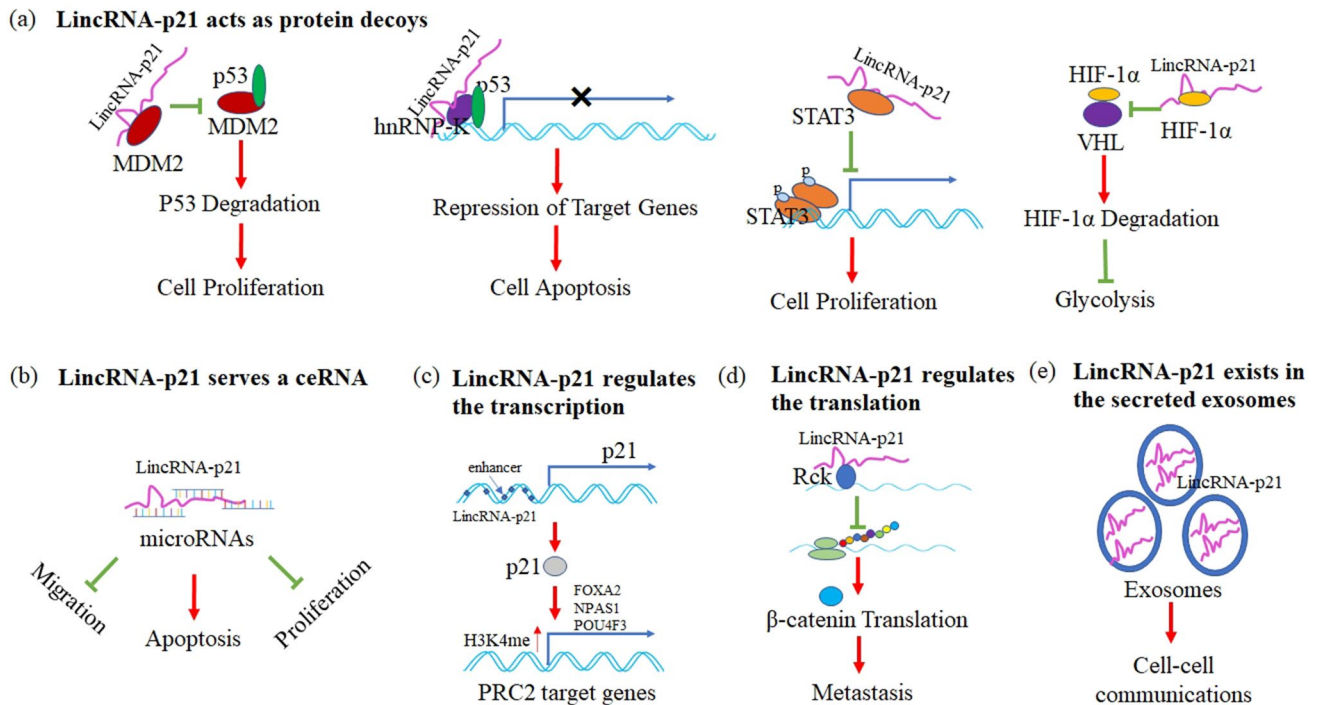 (a) LincRNA-p21 acts as protein decoys
LincRNA-p21
MDM2
p53
MDM2
P53 Degradation
Cell Proliferation
LincRNA-p21
p53
hnRNP-K
Repression of Target Genes
Cell Apoptosis
LincRNA-p21
STAT3
p
p
STAT3
Cell Proliferation
HIF-1α
VHL
LincRNA-p21
HIF-1α
HIF-1α Degradation
Glycolysis
(b) LincRNA-p21 serves a ceRNA
LincRNA-p21
microRNAs
Migration
Apoptosis
Proliferation
(c) LincRNA-p21 regulates
the transcription
p21
enhancer
LincRNA-p21
p21
FOXA2
NPAS1
POU4F3
H3K4me
PRC2 target genes
(d) LincRNA-p21 regulates
the translation
LincRNA-p21
Rck
β-catenin Translation
Metastasis
(e) LincRNA-p21 exists in
the secreted exosomes
LincRNA-p21
Exosomes
Cell-cell
communications